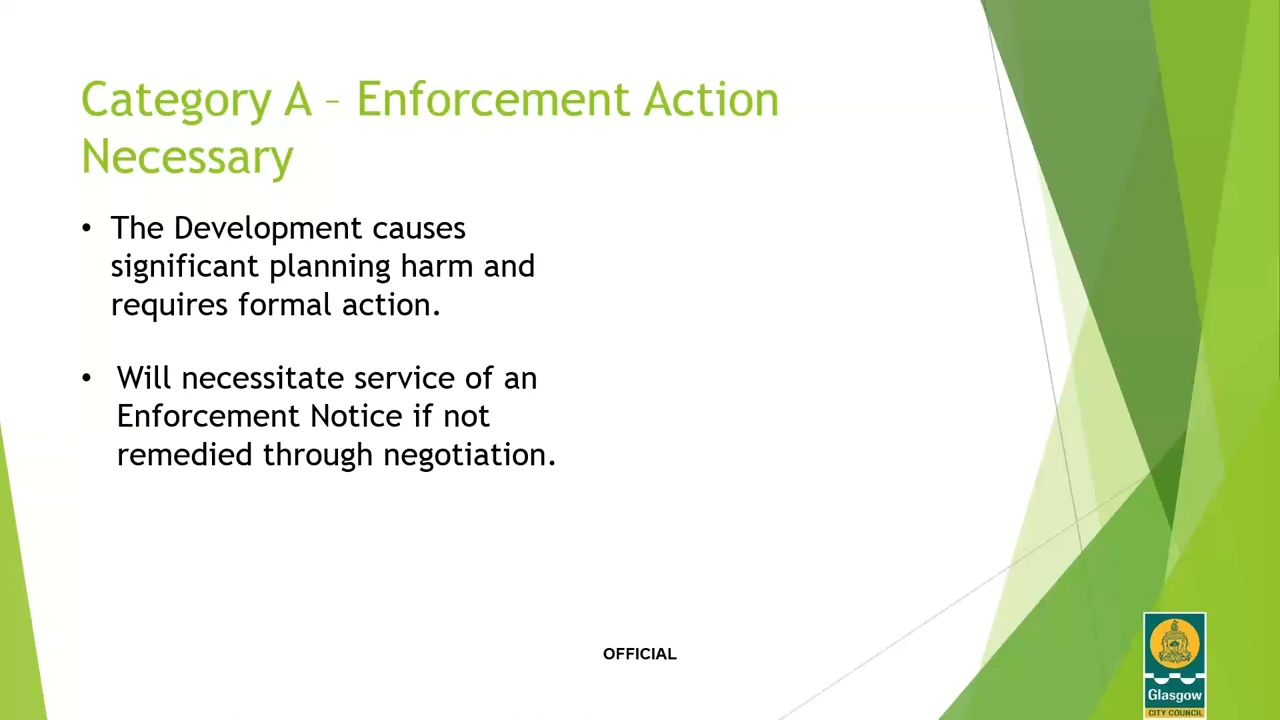 Category A – Enforcement Action
Necessary
• The Development causes
significant planning harm and
requires formal action.
• Will necessitate service of an
Enforcement Notice if not
remedied through negotiation.
OFFICIAL
Glasgow
CITY COUNCIL